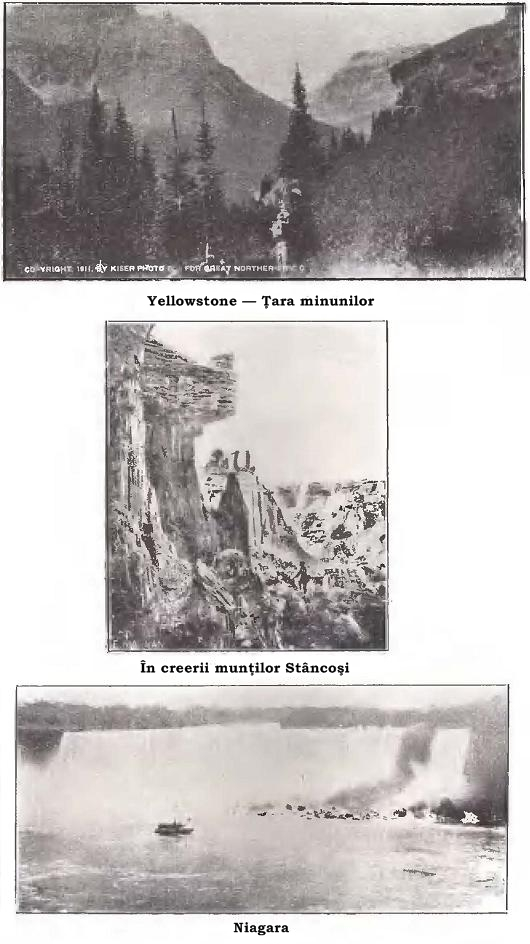 COPYRIGHT 1911, BY KISER PHOTO FOR GREAT NORTHERN
Yellowstone — Țara minunilor
În creerii munților Stâncoși
Niagara